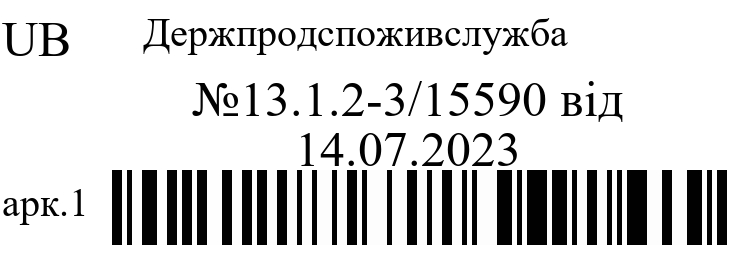 UB Держпродспоживслужба
№13.1.2-3/15590 від
14.07.2023
арк.1